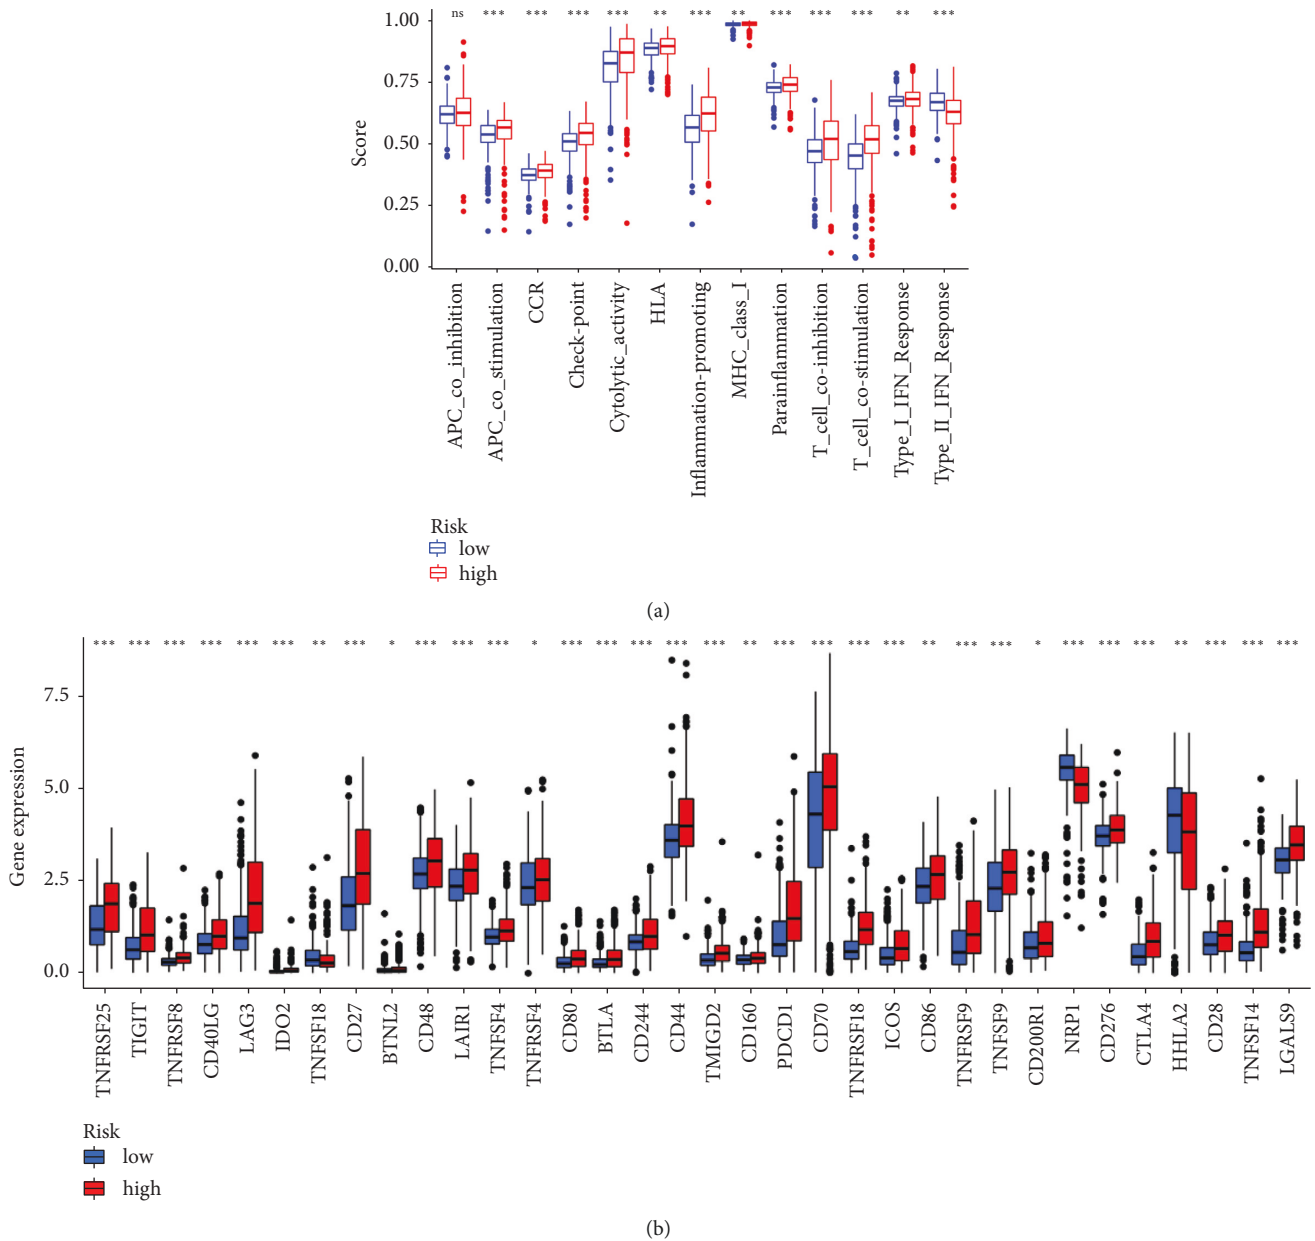 ns *** *** *** *** ** *** ** *** *** *** ** ***
1.00
0.75
0.50
0.25
0.00
Score
APC_co_inhibition
APC_co_stimulation
CCR
Check-point
Cytolytic_activity
HLA
Inflammation-promoting
MHC_class_I
Parainflammation
T_cell_co-inhibition
T_cell_co-stimulation
Type_I_IFN_Response
Type_II_IFN_Response
Risk
low
high
(a)
*** *** *** *** *** *** ** *** * *** *** *** * *** *** *** *** *** ** *** *** *** *** ** *** *** * *** *** *** ** *** *** ***
7.5
5.0
2.5
0.0
Gene expression
TNFRSF25
TIGIT
TNFRSF8
CD40LG
LAG3
IDO2
TNFSF18
CD27
BTNL2
CD48
LAIR1
TNFSF4
TNFRSF4
CD80
BTLA
CD244
CD44
TMIGD2
CD160
PDCD1
CD70
TNFRSF18
ICOS
CD86
TNFRSF9
TNFSF9
CD200R1
NRP1
CD276
CTLA4
HHLA2
CD28
TNFSF14
LGALS9
Risk
low
high
(b)